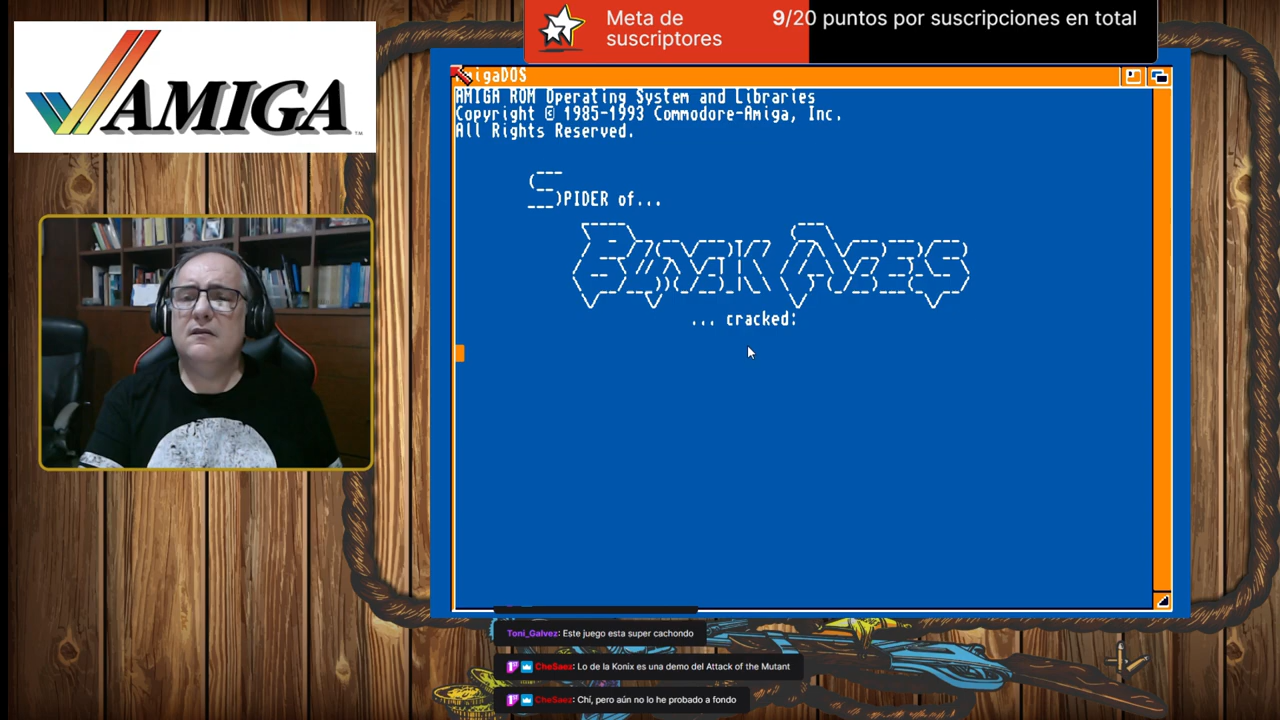 AMIGA
TM
Meta de
suscriptores
9/20 puntos por suscripciones en total
AMIGA ROM Operating System and Libraries
Copyright © 1985-1993 Commodore-Amiga, Inc.
All Rights Reserved.
PIDER of...
BLACK ACES
... cracked:
Toni_Galvez: Este juego esta super cachondo
CheSaez: Lo de la Konix es una demo del Attack of the Mutant
CheSaez: Chí, pero aún no lo he probado a fondo